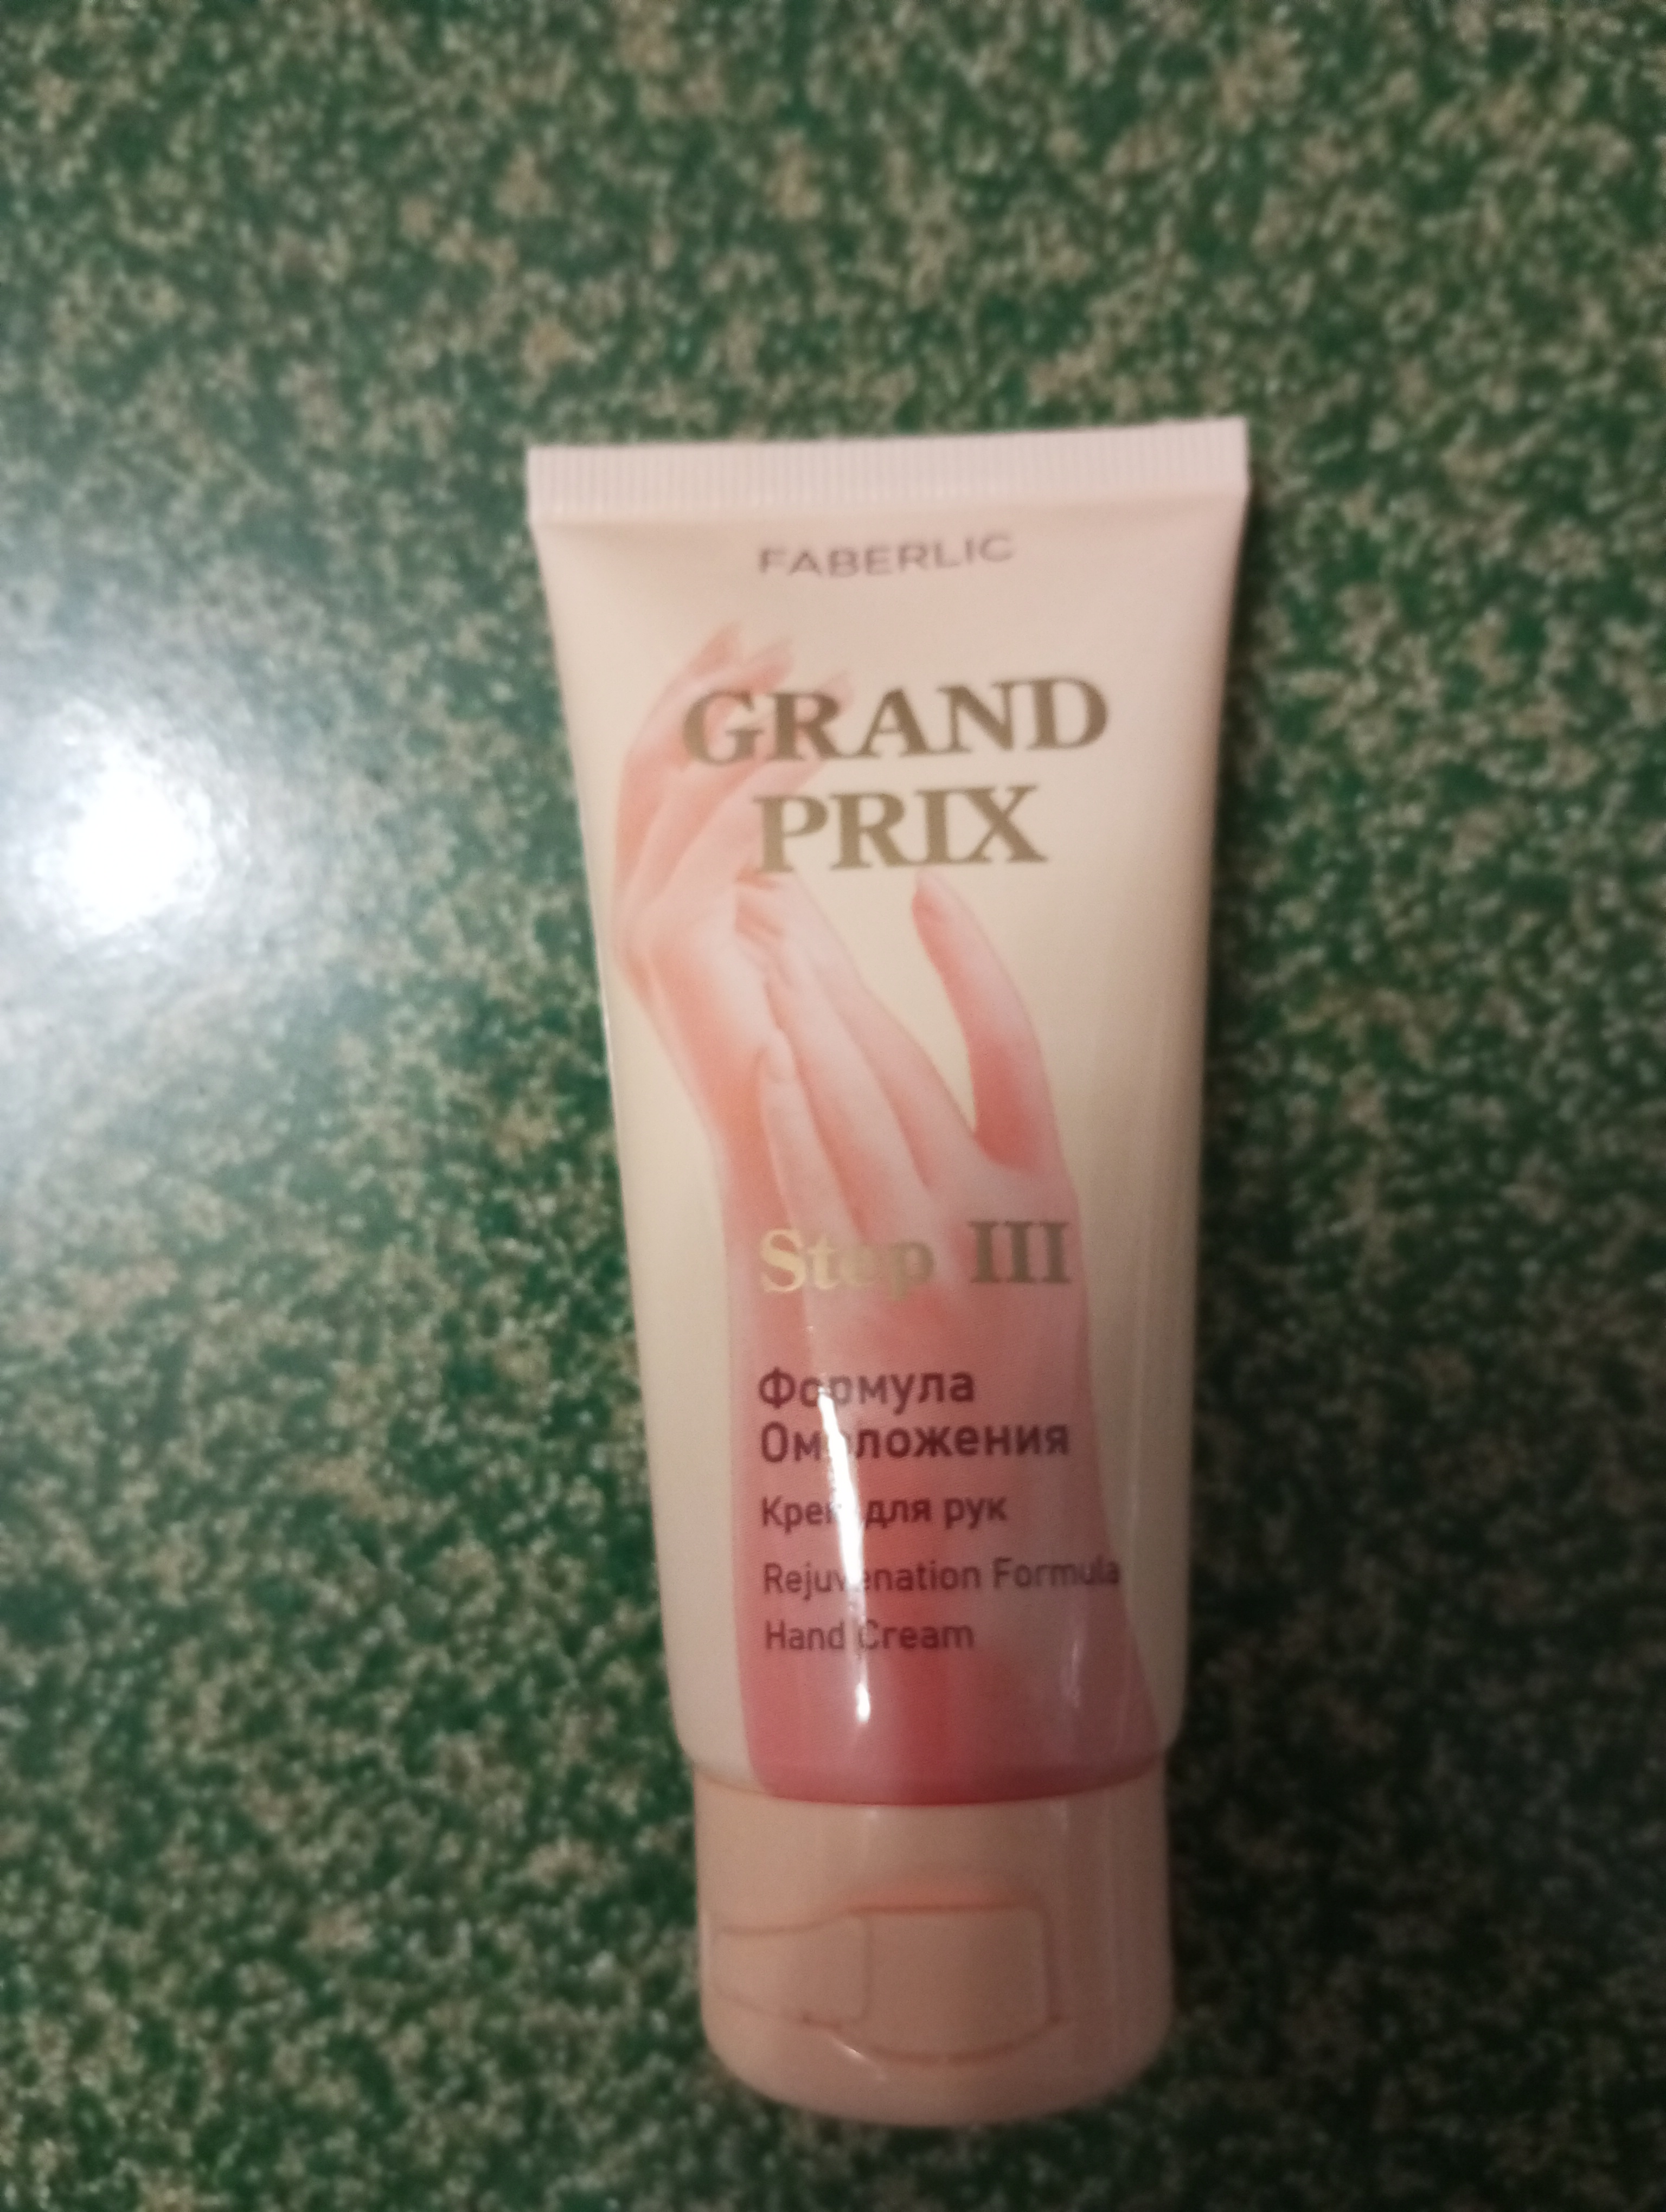 FABERLIC
GRAND
PRIX
Step III
Формула
Омоложения
Крем для рук
Rejuvenation Formula
Hand Cream